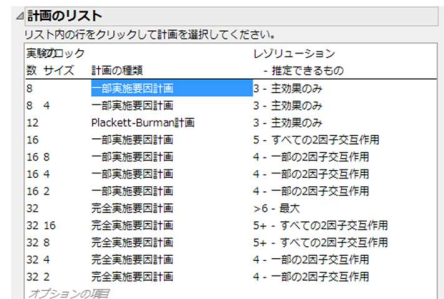 計画のリスト
リスト内の行をクリックして計画を選択してください。
実験のブロック レゾリューション
数 サイズ 計画の種類 - 推定できるもの
8 一部実施要因計画 3 - 主効果のみ
8 4 一部実施要因計画 3 - 主効果のみ
12 Plackett-Burman計画 3 - 主効果のみ
16 一部実施要因計画 5 - すべての2因子交互作用
16 8 一部実施要因計画 4 - 一部の2因子交互作用
16 4 一部実施要因計画 4 - 一部の2因子交互作用
16 2 一部実施要因計画 4 - 一部の2因子交互作用
32 完全実施要因計画 >6 - 最大
32 16 完全実施要因計画 5+ - すべての2因子交互作用
32 8 完全実施要因計画 5+ - すべての2因子交互作用
32 4 完全実施要因計画 4 - 一部の2因子交互作用
32 2 完全実施要因計画 4 - 一部の2因子交互作用
オプションの項目